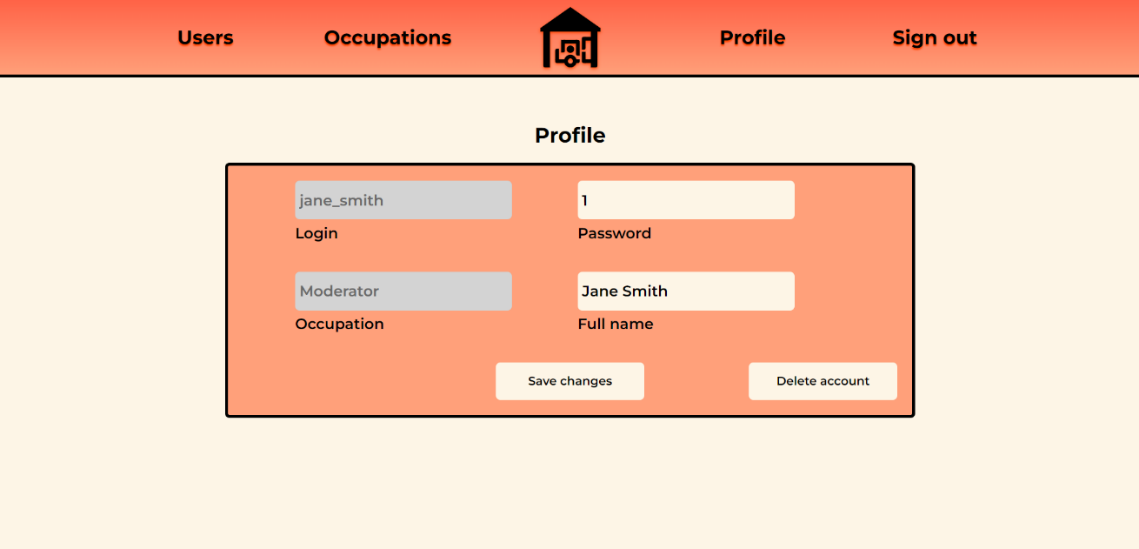 Users Occupations Profile Sign out
Profile
jane_smith 1
Login Password
Moderator Jane Smith
Occupation Full name
Save changes Delete account